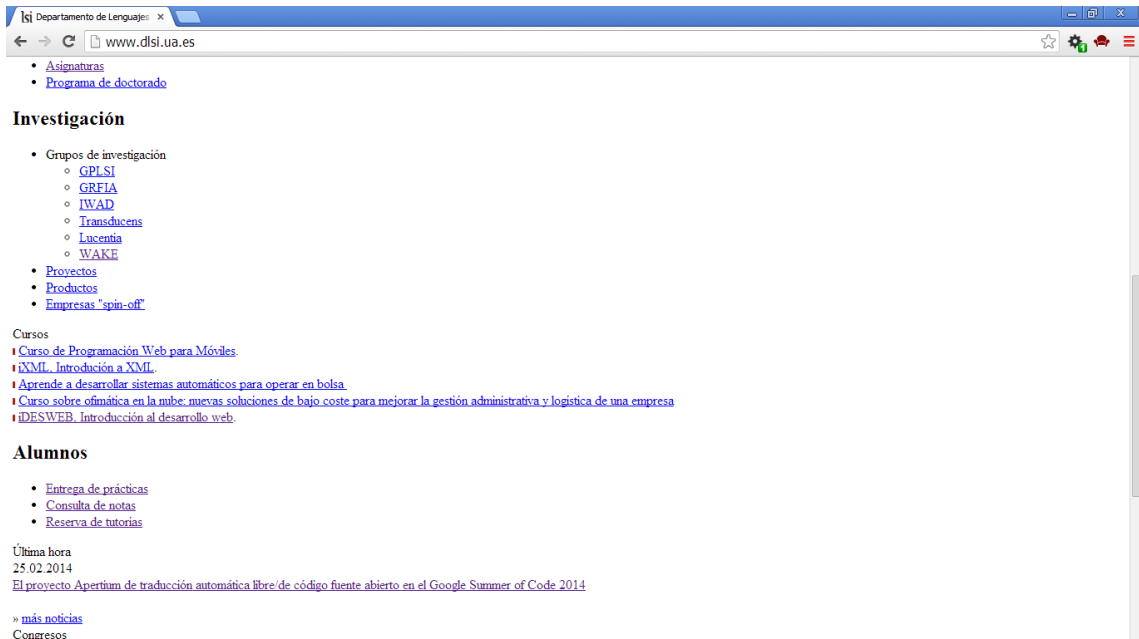 lsi Departamento de Lenguajes
www.dlsi.ua.es
1
Asignaturas
Programa de doctorado
Investigación
Grupos de investigación
GPLSI
GRFIA
IWAD
Transducens
Lucentia
WAKE
Proyectos
Productos
Empresas "spin-off"
Cursos
Curso de Programación Web para Móviles.
iXML, Introdución a XML.
Aprende a desarrollar sistemas automáticos para operar en bolsa
Curso sobre ofimática en la nube: nuevas soluciones de bajo coste para mejorar la gestión administrativa y logística de una empresa
iDESWEB, Introducción al desarrollo web.
Alumnos
Entrega de prácticas
Consulta de notas
Reserva de tutorias
Última hora
25.02.2014
El proyecto Apertium de traducción automática libre/de código fuente abierto en el Google Summer of Code 2014
» más noticias
Congresos